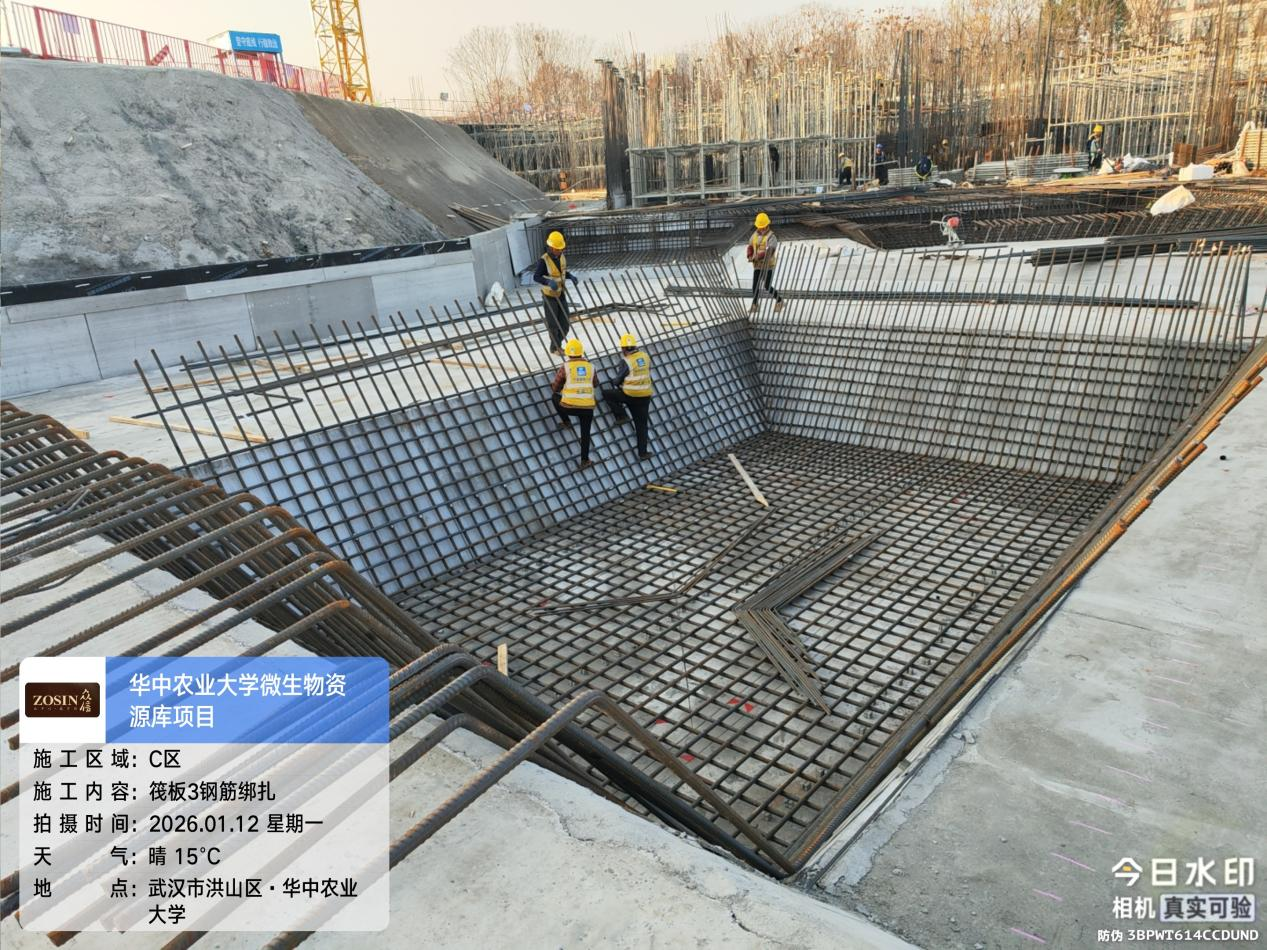 ZOSIN 众信
华中农业大学微生物资
源库项目
施工区域：C区
施工内容：筏板3钢筋绑扎
拍摄时间：2026.01.12 星期一
天气：晴 15℃
地点：武汉市洪山区·华中农业
大学
今日水印
相机 真实可验
防伪 3BPWT614CCDUND